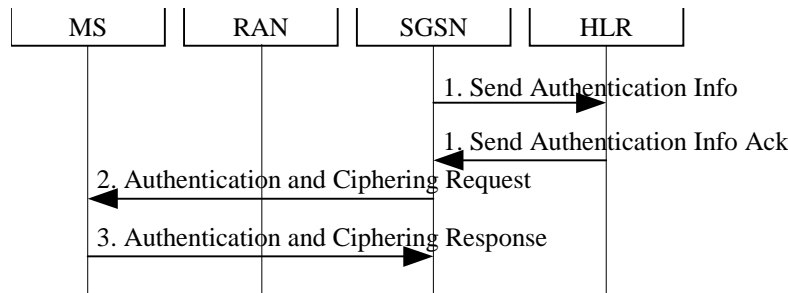 MS RAN SGSN HLR
1. Send Authentication Info
1. Send Authentication Info Ack
2. Authentication and Ciphering Request
3. Authentication and Ciphering Response